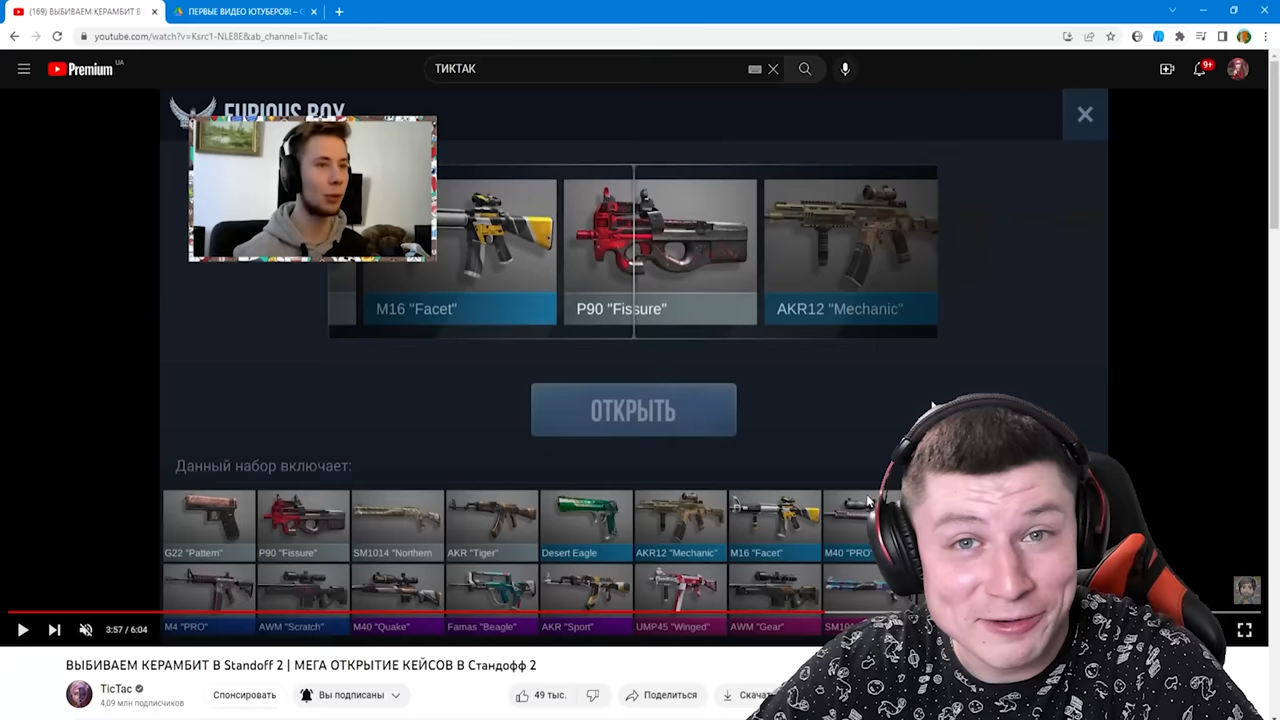 (169) ВЫБИВАЕМ КЕРАМБИТ В
ПЕРВЫЕ ВИДЕО ЮТУБЕРОВ! –
youtube.com/watch?v=Ksrc1-NLE8E&ab_channel=TicTac
Premium UA
ТИКТАК
9+
FURIOUS BOX
M16 "Facet"
P90 "Fissure"
AKR12 "Mechanic"
ОТКРЫТЬ
Данный набор включает:
G22 "Pattern"
P90 "Fissure"
SM1014 "Northern
AKR "Tiger"
Desert Eagle
AKR12 "Mechanic"
M16 "Facet"
M40 "PRO"
M4 "PRO"
AWM "Scratch"
M40 "Quake"
Famas "Beagle"
AKR "Sport"
UMP45 "Winged"
AWM "Gear"
3:57 / 6:04
ВЫБИВАЕМ КЕРАМБИТ В Standoff 2 | МЕГА ОТКРЫТИЕ КЕЙСОВ В Стандофф 2
TicTac
4,09 млн подписчиков
Спонсировать
Вы подписаны
49 тыс.
Поделиться
Скачать